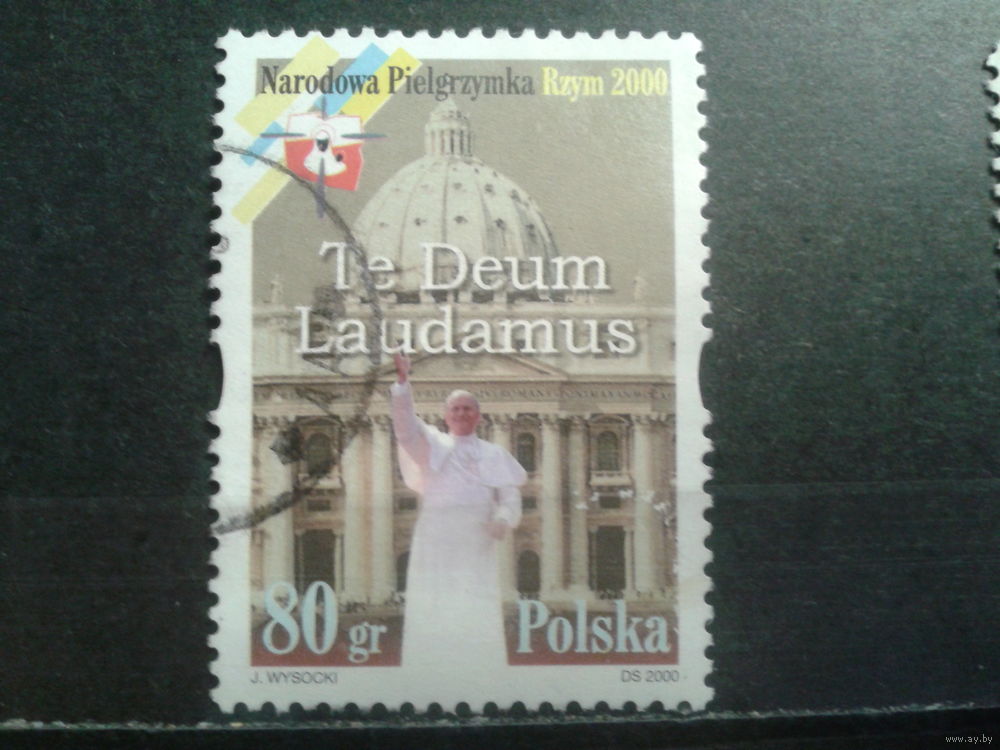 Narodowa Pielgrzymka Rzym 2000
Te Deum
Laudamus
80 gr Polska
J. WYSOCKI DS 2000
www.ay.by